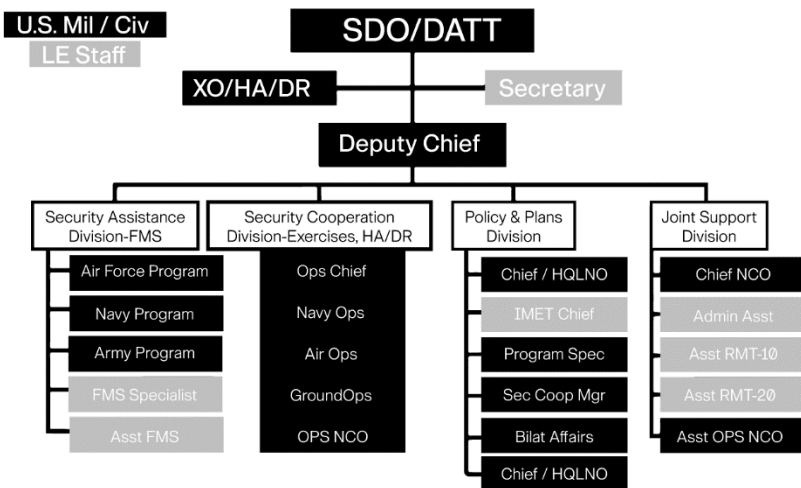 U.S. Mil / Civ
LE Staff
SDO/DATT
XO/HA/DR
Secretary
Deputy Chief
Security Assistance
Division-FMS
Air Force Program
Navy Program
Army Program
FMS Specialist
Asst FMS
Security Cooperation
Division-Exercises, HA/DR
Ops Chief
Navy Ops
Air Ops
GroundOps
OPS NCO
Policy & Plans
Division
Chief / HQLNO
IMET Chief
Program Spec
Sec Coop Mgr
Bilat Affairs
Chief / HQLNO
Joint Support
Division
Chief NCO
Admin Asst
Asst RMT-10
Asst RMT-20
Asst OPS NCO